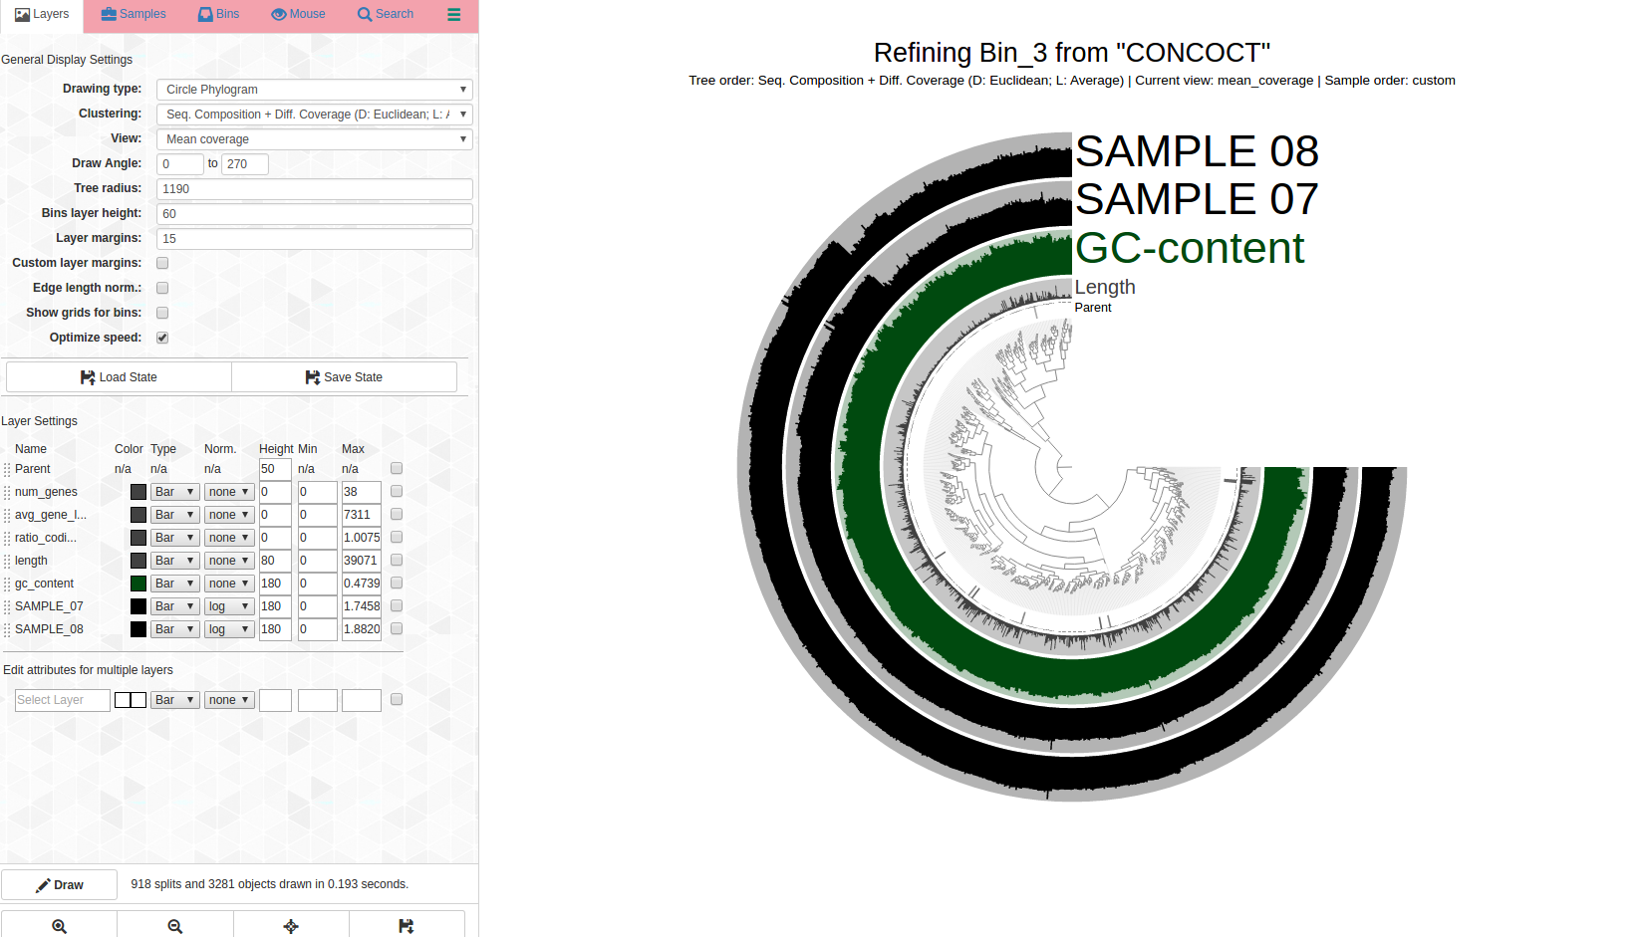 Layers Samples Bins Mouse Search
General Display Settings
Drawing type: Circle Phylogram
Clustering: Seq. Composition + Diff. Coverage (D: Euclidean; L:
View: Mean coverage
Draw Angle: 0 to 270
Tree radius: 1190
Bins layer height: 60
Layer margins: 15
Custom layer margins:
Edge length norm.:
Show grids for bins:
Optimize speed:
Load State Save State
Layer Settings
Name Color Type Norm. Height Min Max
Parent n/a n/a n/a 50 n/a n/a
num_genes Bar none 0 0 38
avg_gene_l... Bar none 0 0 7311
ratio_codi... Bar none 0 0 1.0075
length Bar none 80 0 39071
gc_content Bar none 180 0 0.4739
SAMPLE_07 Bar log 180 0 1.7458
SAMPLE_08 Bar log 180 0 1.8820
Edit attributes for multiple layers
Select Layer Bar none
Draw 918 splits and 3281 objects drawn in 0.193 seconds.
Refining Bin_3 from "CONCOCT"
Tree order: Seq. Composition + Diff. Coverage (D: Euclidean; L: Average) | Current view: mean_coverage | Sample order: custom
SAMPLE 08
SAMPLE 07
GC-content
Length
Parent